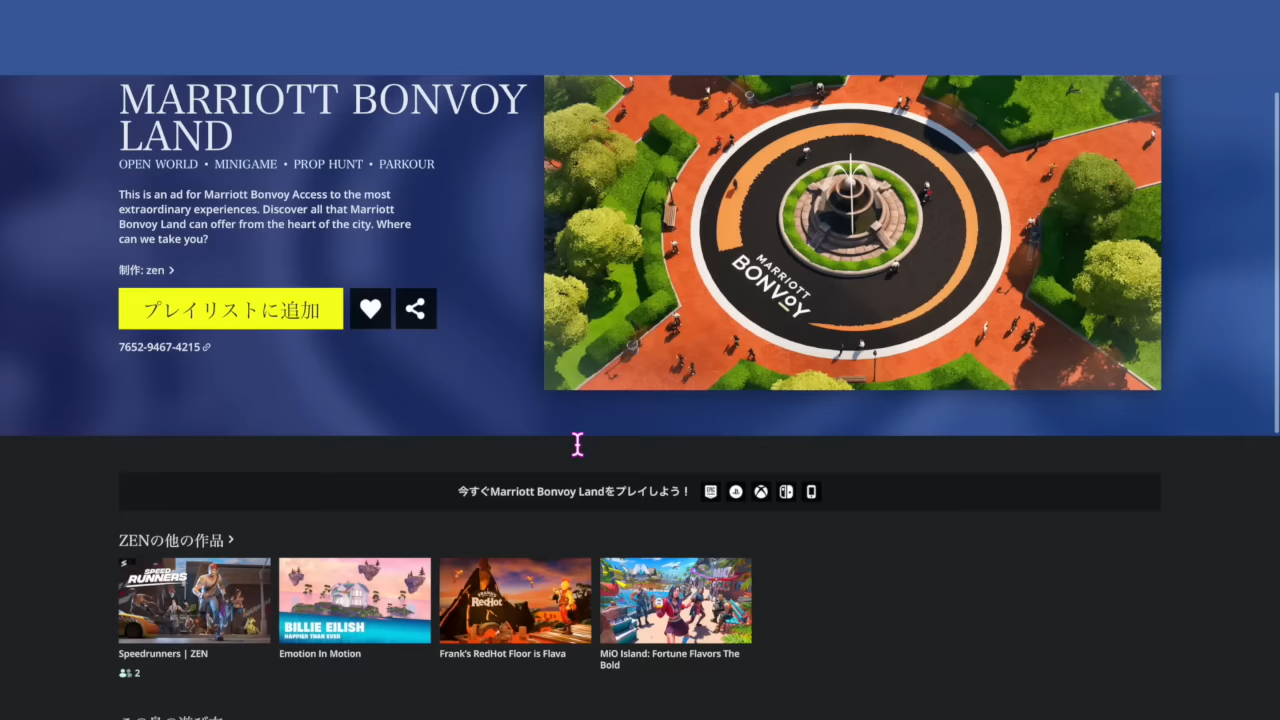 MARRIOTT BONVOY
LAND
OPEN WORLD • MINIGAME • PROP HUNT • PARKOUR
This is an ad for Marriott Bonvoy Access to the most
extraordinary experiences. Discover all that Marriott
Bonvoy Land can offer from the heart of the city. Where
can we take you?
制作: zen
プレイリストに追加
7652-9467-4215
MARRIOTT
BONVOY
今すぐMarriott Bonvoy Landをプレイしよう！
EPIC
ZENの他の作品
SPEED
RUNNERS
BILLIE EILISH
HAPPIER THAN EVER
FRANK'S
RedHot
MiO
Speedrunners | ZEN
Emotion In Motion
Frank's RedHot Floor is Flava
MiO Island: Fortune Flavors The
Bold
2